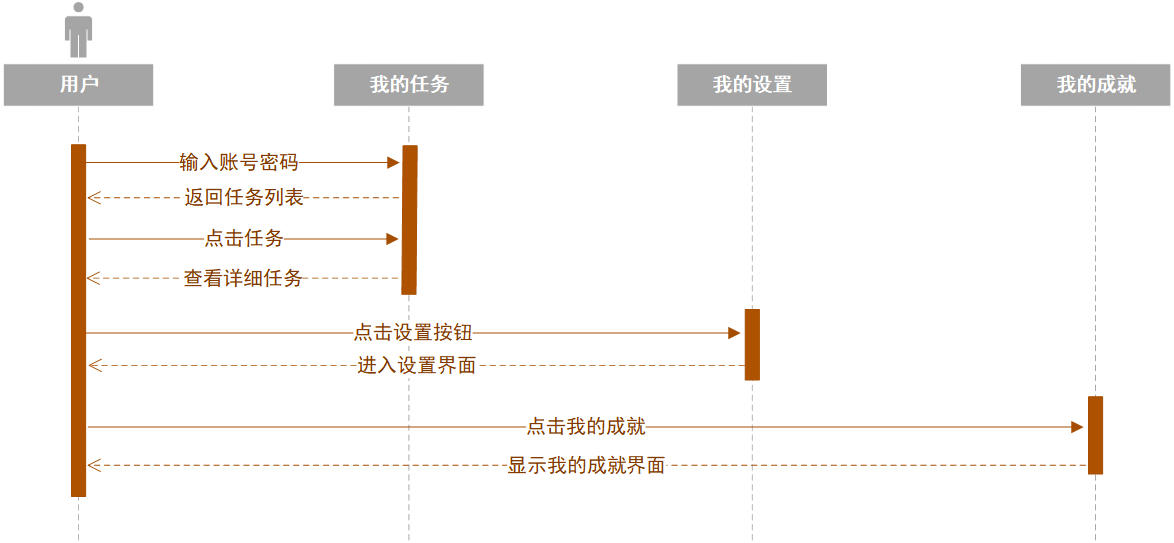 用户
我的任务
我的设置
我的成就
输入账号密码
返回任务列表
点击任务
查看详细任务
点击设置按钮
进入设置界面
点击我的成就
显示我的成就界面